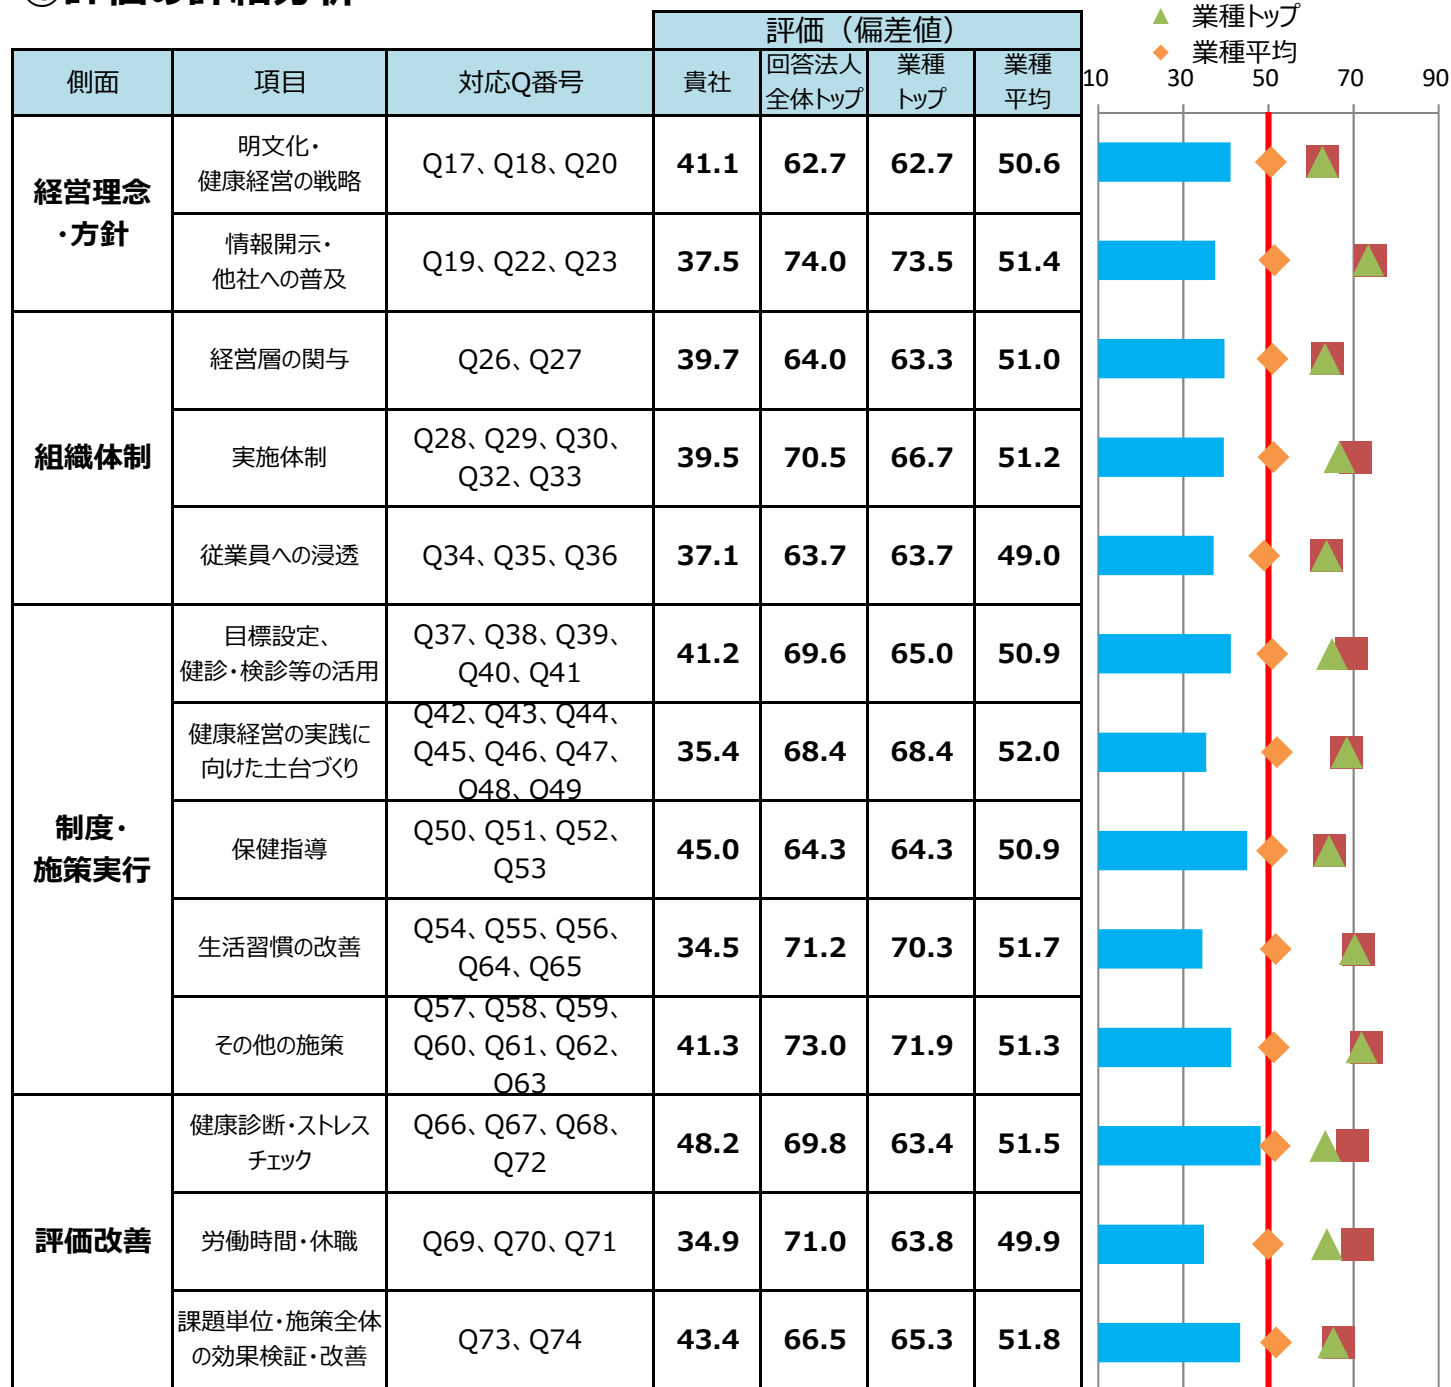 業種トップ
業種平均
評価（偏差値）
側面 項目 対応Q番号 貴社 回答法人全体トップ 業種トップ 業種平均
10 30 50 70 90
経営理念・方針
明文化・健康経営の戦略 Q17、Q18、Q20 41.1 62.7 62.7 50.6
情報開示・他社への普及 Q19、Q22、Q23 37.5 74.0 73.5 51.4
組織体制
経営層の関与 Q26、Q27 39.7 64.0 63.3 51.0
実施体制 Q28、Q29、Q30、Q32、Q33 39.5 70.5 66.7 51.2
従業員への浸透 Q34、Q35、Q36 37.1 63.7 63.7 49.0
制度・施策実行
目標設定、健診・検診等の活用 Q37、Q38、Q39、Q40、Q41 41.2 69.6 65.0 50.9
健康経営の実践に向けた土台づくり Q42、Q43、Q44、Q45、Q46、Q47、Q48、Q49 35.4 68.4 68.4 52.0
保健指導 Q50、Q51、Q52、Q53 45.0 64.3 64.3 50.9
生活習慣の改善 Q54、Q55、Q56、Q64、Q65 34.5 71.2 70.3 51.7
その他の施策 Q57、Q58、Q59、Q60、Q61、Q62、Q63 41.3 73.0 71.9 51.3
評価改善
健康診断・ストレスチェック Q66、Q67、Q68、Q72 48.2 69.8 63.4 51.5
労働時間・休職 Q69、Q70、Q71 34.9 71.0 63.8 49.9
課題単位・施策全体の効果検証・改善 Q73、Q74 43.4 66.5 65.3 51.8